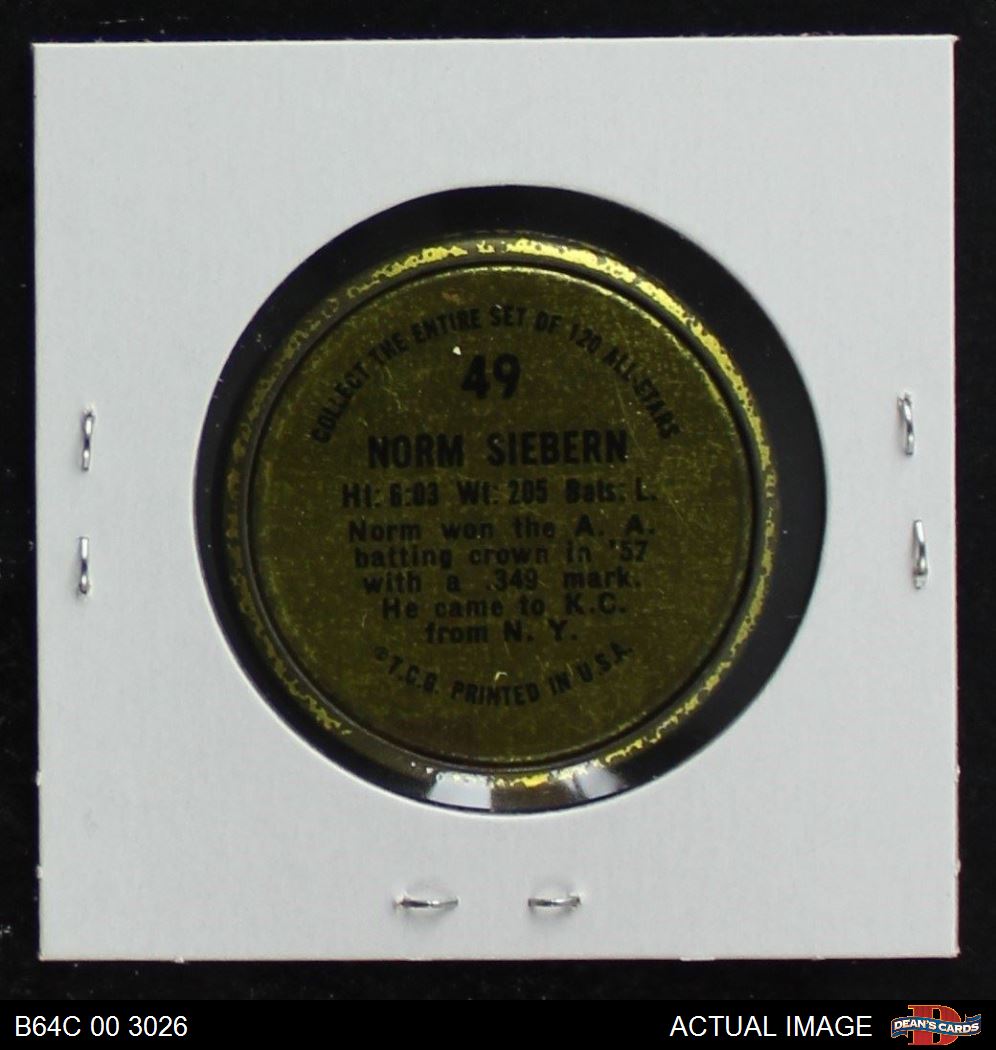 COLLECT THE ENTIRE SET OF 120 ALL-STARS
49
NORM SIEBERN
Ht: 6:03 Wt: 205 Bats: L.
Norm won the A. A.
batting crown in '57
with a .349 mark.
He came to K.C.
from N. Y.
©T.C.G. PRINTED IN U.S.A.
B64C 00 3026
ACTUAL IMAGE
DEAN'S CARDS